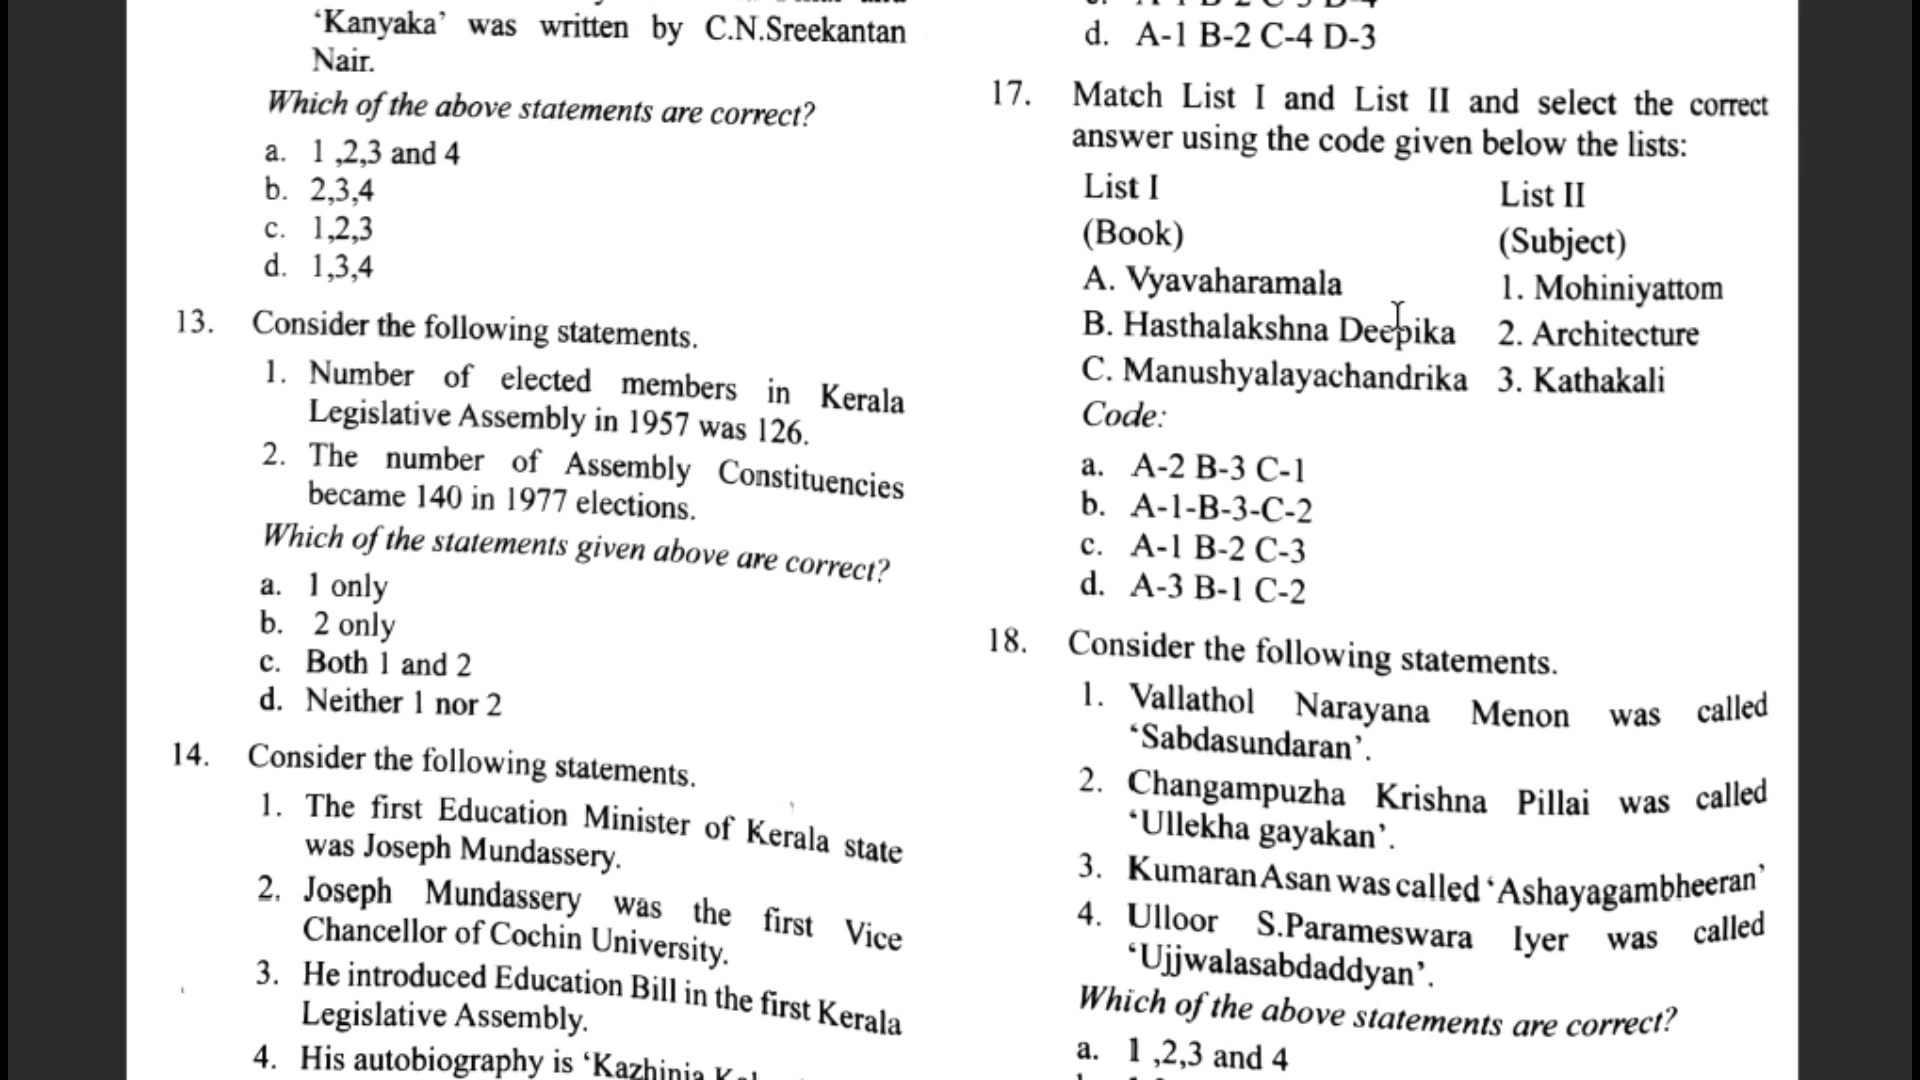 'Kanyaka' was written by C.N.Sreekantan
Nair.
Which of the above statements are correct?
a. 1 ,2,3 and 4
b. 2,3,4
c. 1,2,3
d. 1,3,4
13. Consider the following statements.
1. Number of elected members in Kerala
Legislative Assembly in 1957 was 126.
2. The number of Assembly Constituencies
became 140 in 1977 elections.
Which of the statements given above are correct?
a. 1 only
b. 2 only
c. Both 1 and 2
d. Neither 1 nor 2
14. Consider the following statements.
1. The first Education Minister of Kerala state
was Joseph Mundassery.
2. Joseph Mundassery was the first Vice
Chancellor of Cochin University.
3. He introduced Education Bill in the first Kerala
Legislative Assembly.
4. His autobiography is 'Kazhinja
d. A-1 B-2 C-4 D-3
17. Match List I and List II and select the correct
answer using the code given below the lists:
List I List II
(Book) (Subject)
A. Vyavaharamala 1. Mohiniyattom
B. Hasthalakshna Deepika 2. Architecture
C. Manushyalayachandrika 3. Kathakali
Code:
a. A-2 B-3 C-1
b. A-1-B-3-C-2
c. A-1 B-2 C-3
d. A-3 B-1 C-2
18. Consider the following statements.
1. Vallathol Narayana Menon was called
'Sabdasundaran'.
2. Changampuzha Krishna Pillai was called
'Ullekha gayakan'.
3. Kumaran Asan was called 'Ashayagambheeran'
4. Ulloor S.Parameswara Iyer was called
'Ujjwalasabdaddyan'.
Which of the above statements are correct?
a. 1 ,2,3 and 4